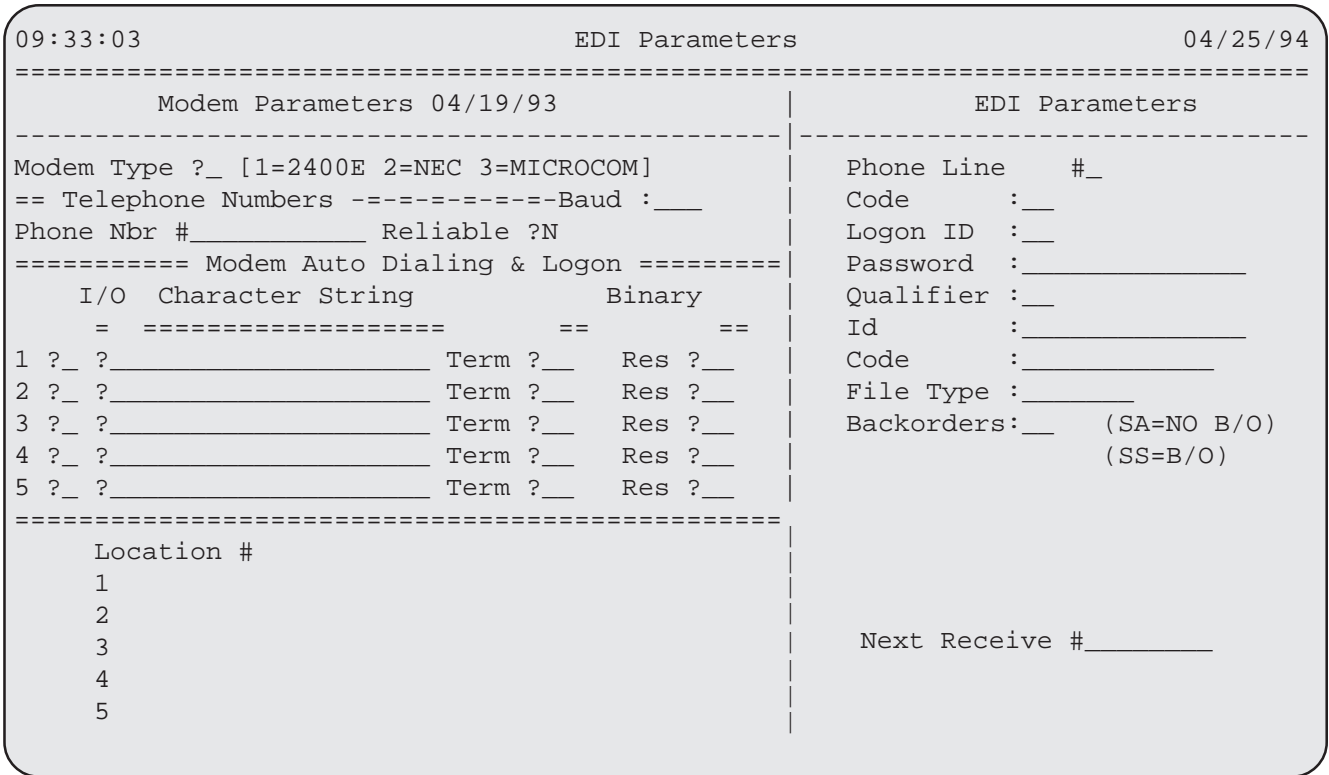 09:33:03 EDI Parameters 04/25/94
=================================================================================
Modem Parameters 04/19/93 | EDI Parameters
------------------------------------------------|--------------------------------
Modem Type ?_ [1=2400E 2=NEC 3=MICROCOM] | Phone Line #_
== Telephone Numbers -=-=-=-=-=-=-Baud :___ | Code :__
Phone Nbr #___________ Reliable ?N | Logon ID :__
=========== Modem Auto Dialing & Logon =========| Password :______________
I/O Character String Binary | Qualifier :__
= =================== == == | Id :______________
1 ?_ ?____________________ Term ?__ Res ?__ | Code :____________
2 ?_ ?____________________ Term ?__ Res ?__ | File Type :_______
3 ?_ ?____________________ Term ?__ Res ?__ | Backorders:__ (SA=NO B/O)
4 ?_ ?____________________ Term ?__ Res ?__ | (SS=B/O)
5 ?_ ?____________________ Term ?__ Res ?__ |
================================================
Location #
1
2
3 Next Receive #________
4
5